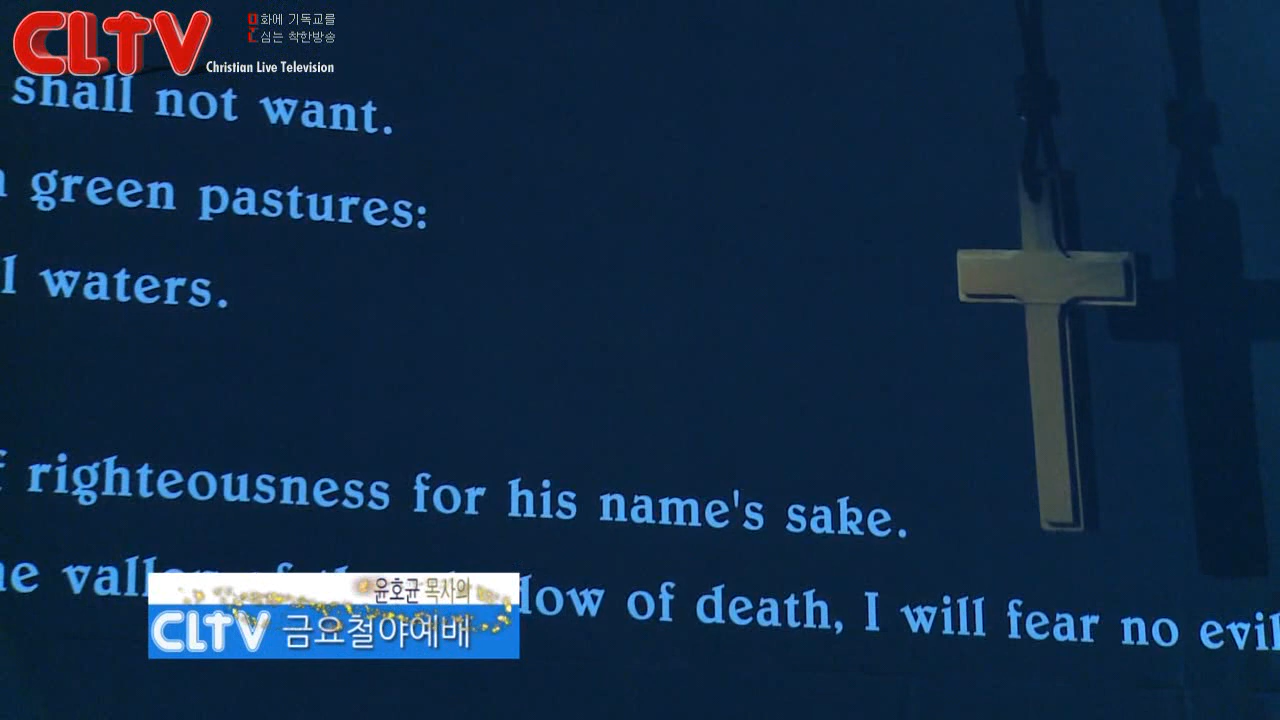 CLTV
문화에 기독교를
심는 착한방송
Christian Live Television
shall not want.
green pastures:
waters.
righteousness for his name's sake.
of death, I will fear no evil
윤호균 목사의
CLTV 금요철야예배